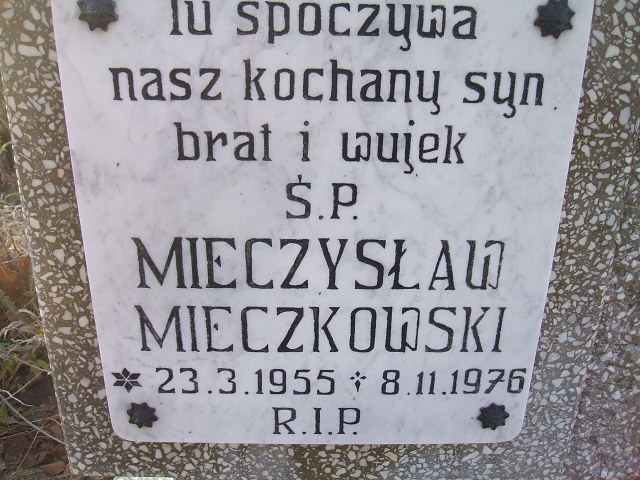 Tu spoczywa
nasz kochany syn
brat i wujek
Ś.P.
MIECZYSŁAW
MIECZKOWSKI
* 23.3.1955 † 8.11.1976
R.I.P.